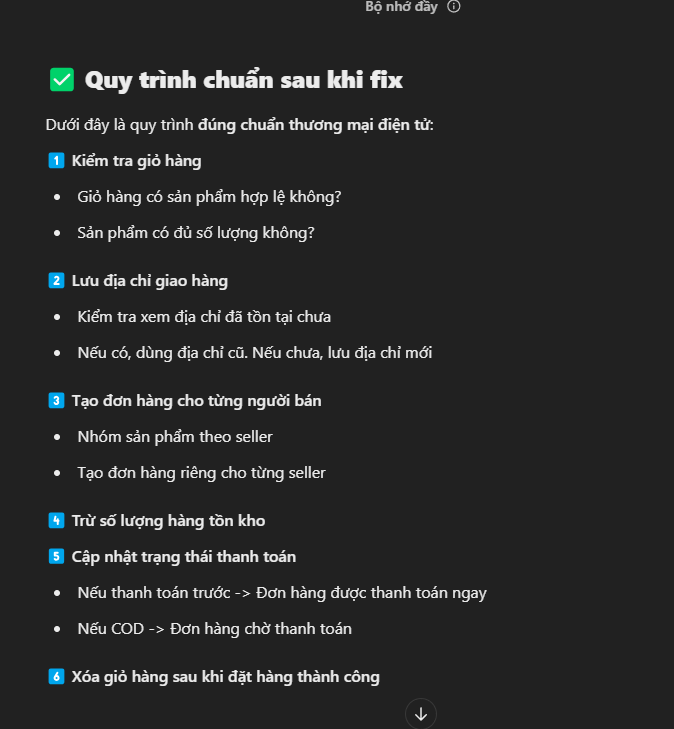 Bộ nhớ đầy
✅ Quy trình chuẩn sau khi fix
Dưới đây là quy trình đúng chuẩn thương mại điện tử:
1️⃣ Kiểm tra giỏ hàng
• Giỏ hàng có sản phẩm hợp lệ không?
• Sản phẩm có đủ số lượng không?
2️⃣ Lưu địa chỉ giao hàng
• Kiểm tra xem địa chỉ đã tồn tại chưa
• Nếu có, dùng địa chỉ cũ. Nếu chưa, lưu địa chỉ mới
3️⃣ Tạo đơn hàng cho từng người bán
• Nhóm sản phẩm theo seller
• Tạo đơn hàng riêng cho từng seller
4️⃣ Trừ số lượng hàng tồn kho
5️⃣ Cập nhật trạng thái thanh toán
• Nếu thanh toán trước -> Đơn hàng được thanh toán ngay
• Nếu COD -> Đơn hàng chờ thanh toán
6️⃣ Xóa giỏ hàng sau khi đặt hàng thành công